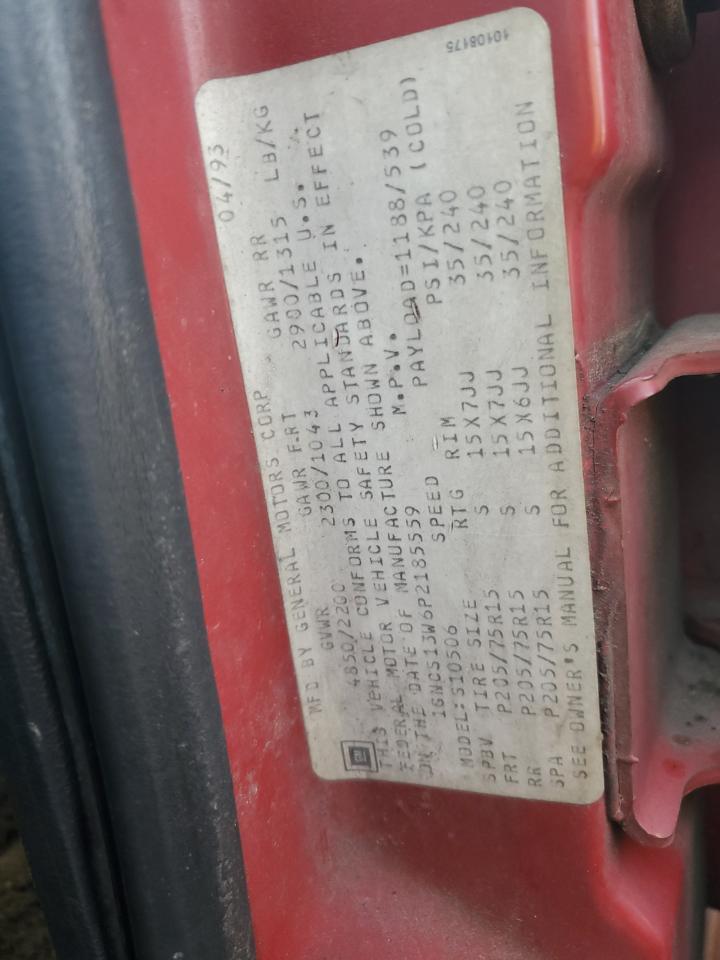 MFD BY GENERAL MOTORS CORP 04/93
GVWR GAWR FRT GAWR RR LB/KG
4850/2200 2300/1043 2900/1315
THIS VEHICLE CONFORMS TO ALL APPLICABLE U.S.
FEDERAL MOTOR VEHICLE SAFETY STANDARDS IN EFFECT
ON THE DATE OF MANUFACTURE SHOWN ABOVE.
1GNCS13W6P2185559 M.P.V.
MODEL:S10506 SPEED PAYLOAD=1188/539
SPBV TIRE SIZE RTG RIM PSI/KPA (COLD)
FRT P205/75R15 S 15X7JJ 35/240
RR P205/75R15 S 15X7JJ 35/240
SPA P205/75R15 S 15X6JJ 35/240
SEE OWNER'S MANUAL FOR ADDITIONAL INFORMATION
10108175
GM